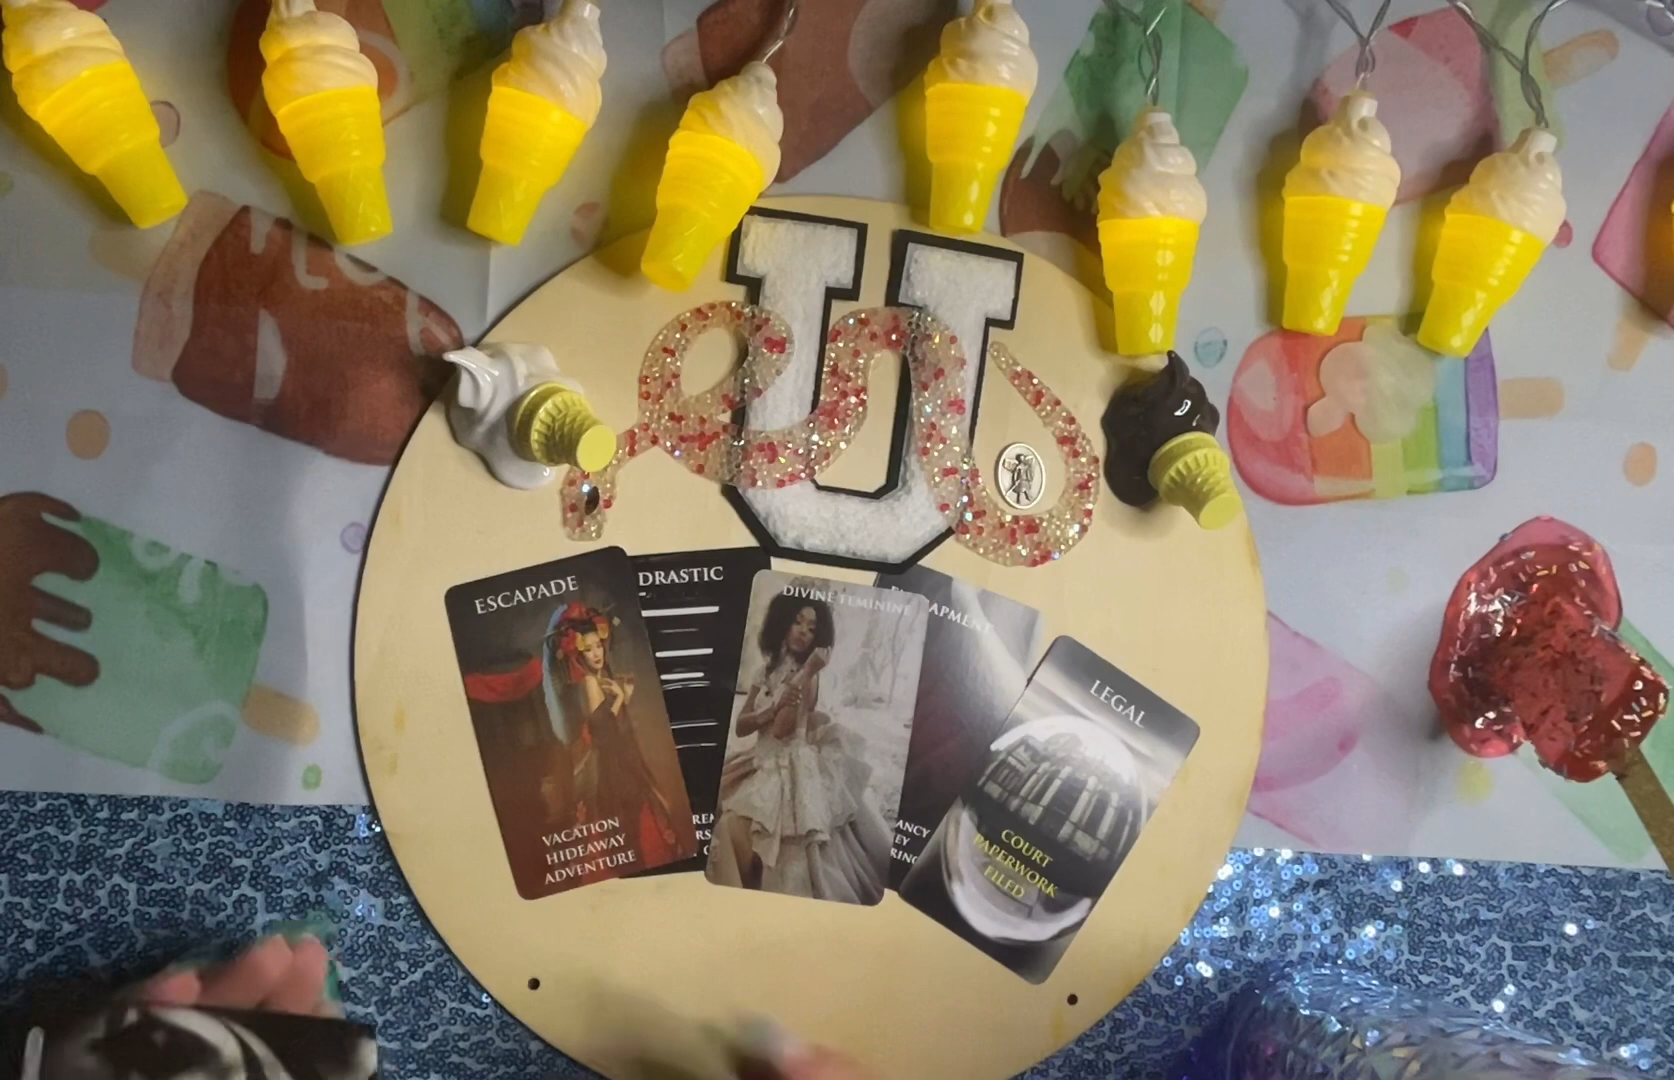 U
ESCAPADE
VACATION
HIDEAWAY
ADVENTURE
DRASTIC
DIVINE FEMININE
LEGAL
COURT
PAPERWORK
FILED